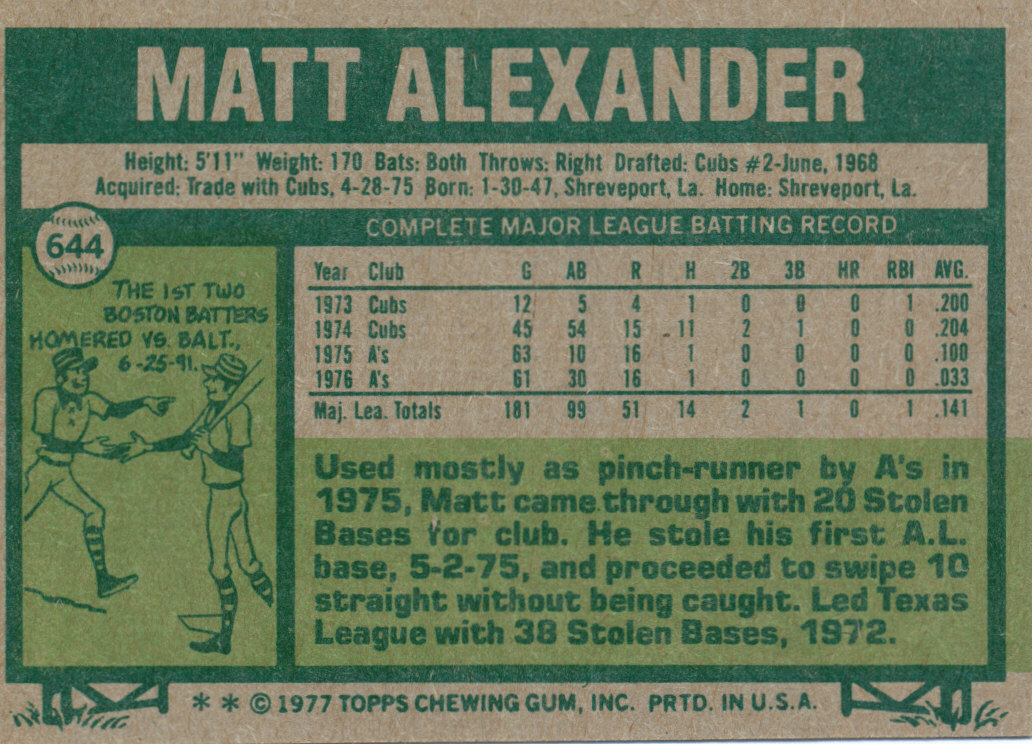 MATT ALEXANDER
Height: 5'11" Weight: 170 Bats: Both Throws: Right Drafted: Cubs #2-June, 1968
Acquired: Trade with Cubs, 4-28-75 Born: 1-30-47, Shreveport, La. Home: Shreveport, La.
COMPLETE MAJOR LEAGUE BATTING RECORD
644
THE 1ST TWO
BOSTON BATTERS
HOMERED VS. BALT.,
6-25-91.
Year Club G AB R H 2B 3B HR RBI AVG.
1973 Cubs 12 5 4 1 0 0 0 1 .200
1974 Cubs 45 54 15 11 2 1 0 0 .204
1975 A's 63 10 16 1 0 0 0 0 .100
1976 A's 61 30 16 1 0 0 0 0 .033
Maj. Lea. Totals 181 99 51 14 2 1 0 1 .141
Used mostly as pinch-runner by A's in
1975, Matt came through with 20 Stolen
Bases for club. He stole his first A.L.
base, 5-2-75, and proceeded to swipe 10
straight without being caught. Led Texas
League with 38 Stolen Bases, 1972.
* * © 1977 TOPPS CHEWING GUM, INC. PRTD. IN U.S.A.